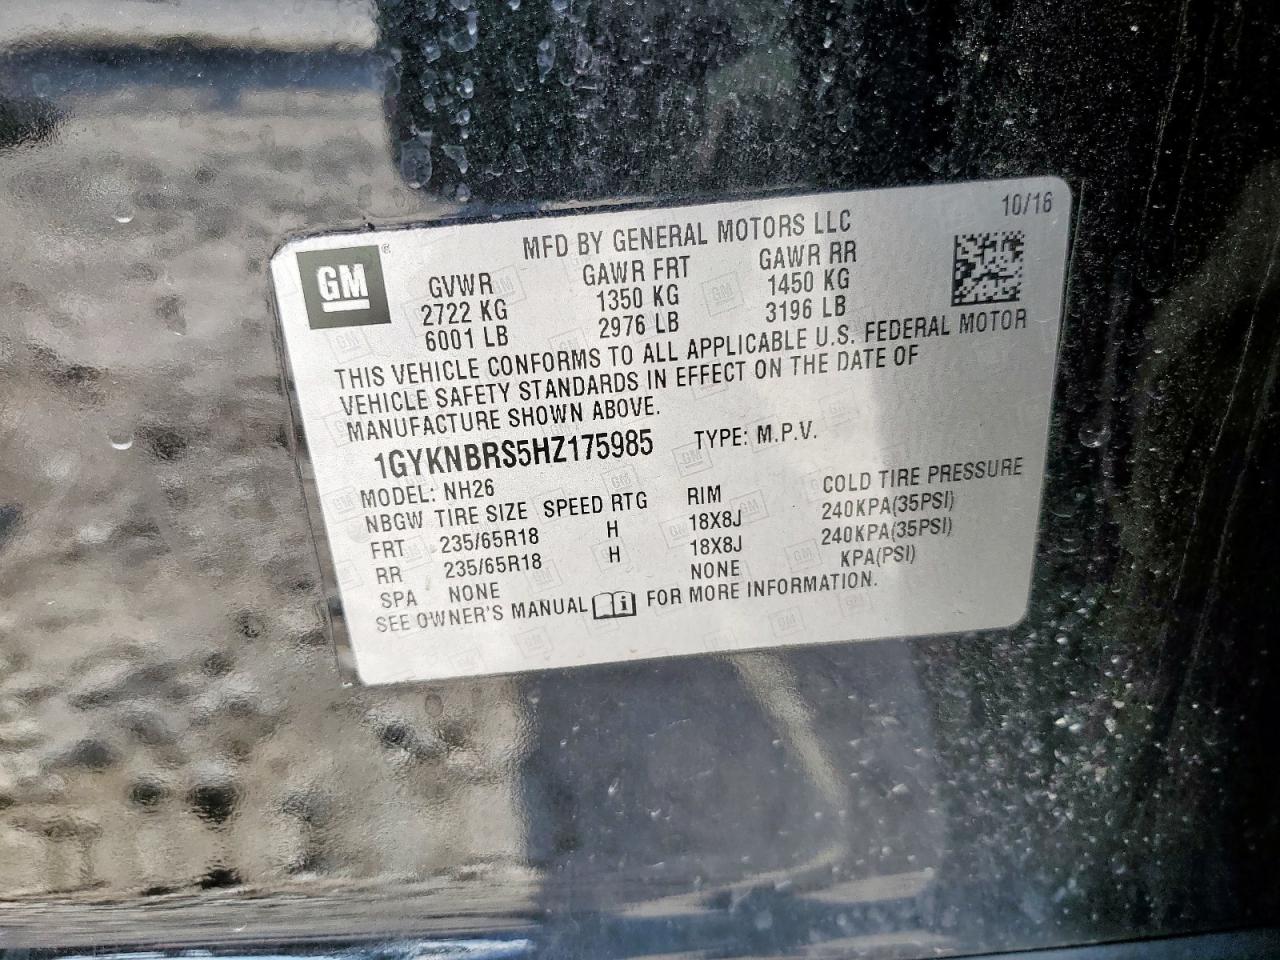 10/16
GM®
MFD BY GENERAL MOTORS LLC
GVWR GAWR FRT GAWR RR
2722 KG 1350 KG 1450 KG
6001 LB 2976 LB 3196 LB
THIS VEHICLE CONFORMS TO ALL APPLICABLE U.S. FEDERAL MOTOR
VEHICLE SAFETY STANDARDS IN EFFECT ON THE DATE OF
MANUFACTURE SHOWN ABOVE.
1GYKNBRS5HZ175985 TYPE: M.P.V.
MODEL: NH26
NBGW TIRE SIZE SPEED RTG RIM COLD TIRE PRESSURE
FRT 235/65R18 H 18X8J 240KPA(35PSI)
RR 235/65R18 H 18X8J 240KPA(35PSI)
SPA NONE NONE KPA(PSI)
SEE OWNER'S MANUAL FOR MORE INFORMATION.